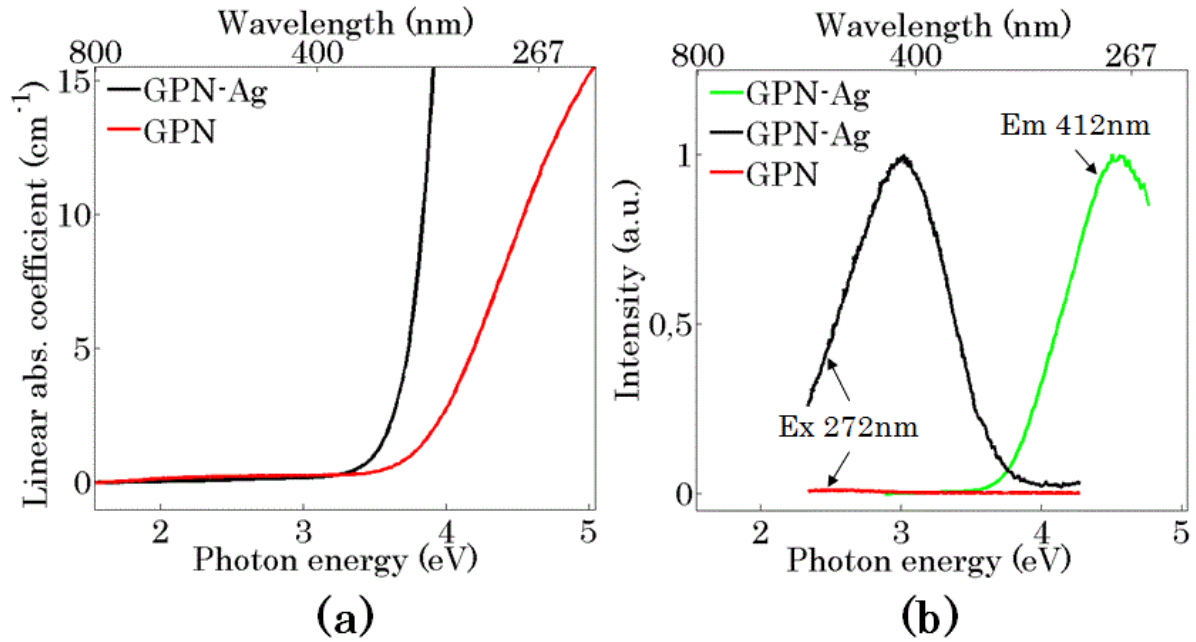 Wavelength (nm)
800 400 267
15
10
5
0
Linear abs. coefficient (cm-1)
GPN-Ag
GPN
2 3 4 5
Photon energy (eV)
(a)
Wavelength (nm)
800 400 267
1
0,5
0
Intensity (a.u.)
GPN-Ag
GPN-Ag
GPN
Em 412nm
Ex 272nm
2 3 4 5
Photon energy (eV)
(b)